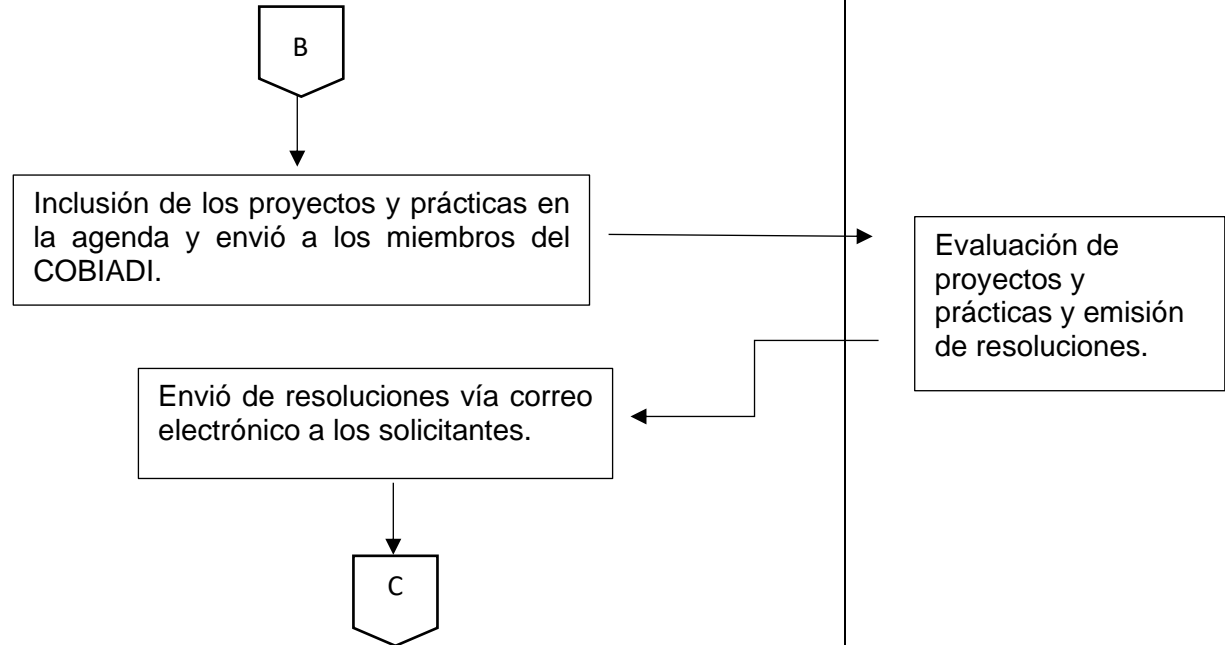 B
Inclusión de los proyectos y prácticas en
la agenda y envió a los miembros del
COBIADI.
Evaluación de
proyectos y
prácticas y emisión
de resoluciones.
Envió de resoluciones vía correo
electrónico a los solicitantes.
C